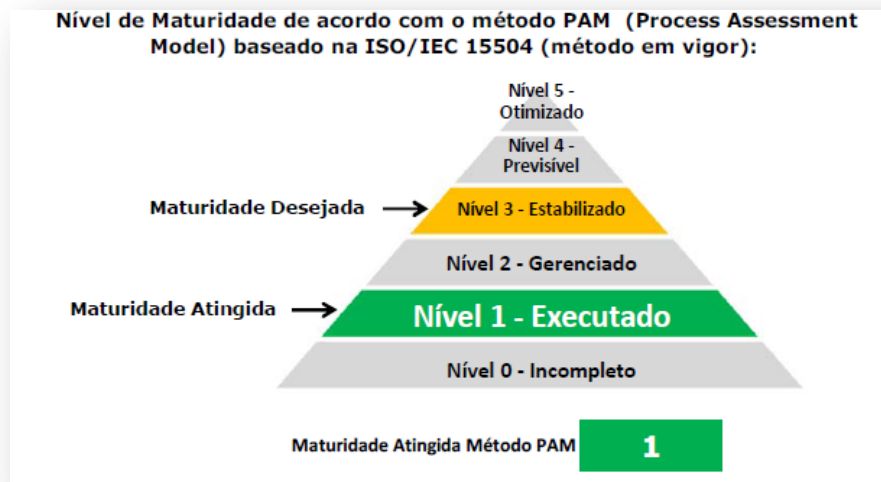 Nível de Maturidade de acordo com o método PAM (Process Assessment
Model) baseado na ISO/IEC 15504 (método em vigor):
Nível 5 -
Otimizado
Nível 4 -
Previsível
Maturidade Desejada
Nível 3 - Estabilizado
Nível 2 - Gerenciado
Maturidade Atingida
Nível 1 - Executado
Nível 0 - Incompleto
Maturidade Atingida Método PAM
1